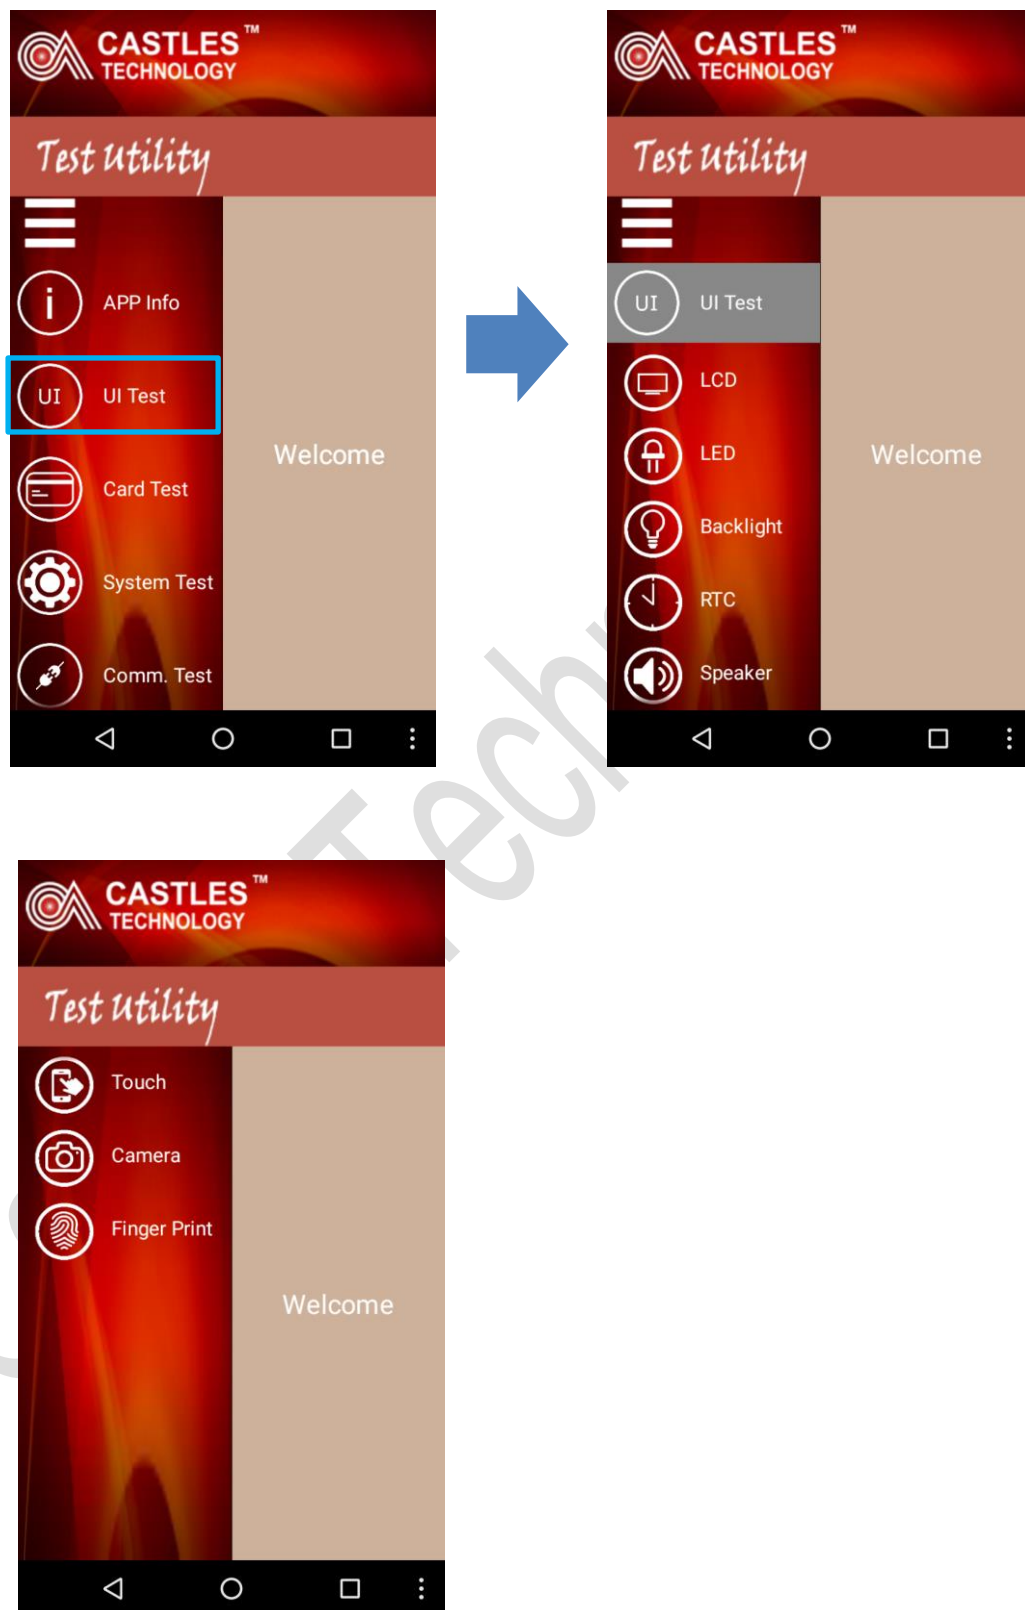 CASTLES™
TECHNOLOGY
Test Utility
APP Info
UI
UI Test
Card Test
System Test
Comm. Test
Welcome
CASTLES™
TECHNOLOGY
Test Utility
UI
UI Test
LCD
LED
Backlight
RTC
Speaker
Welcome
CASTLES™
TECHNOLOGY
Test Utility
Touch
Camera
Finger Print
Welcome